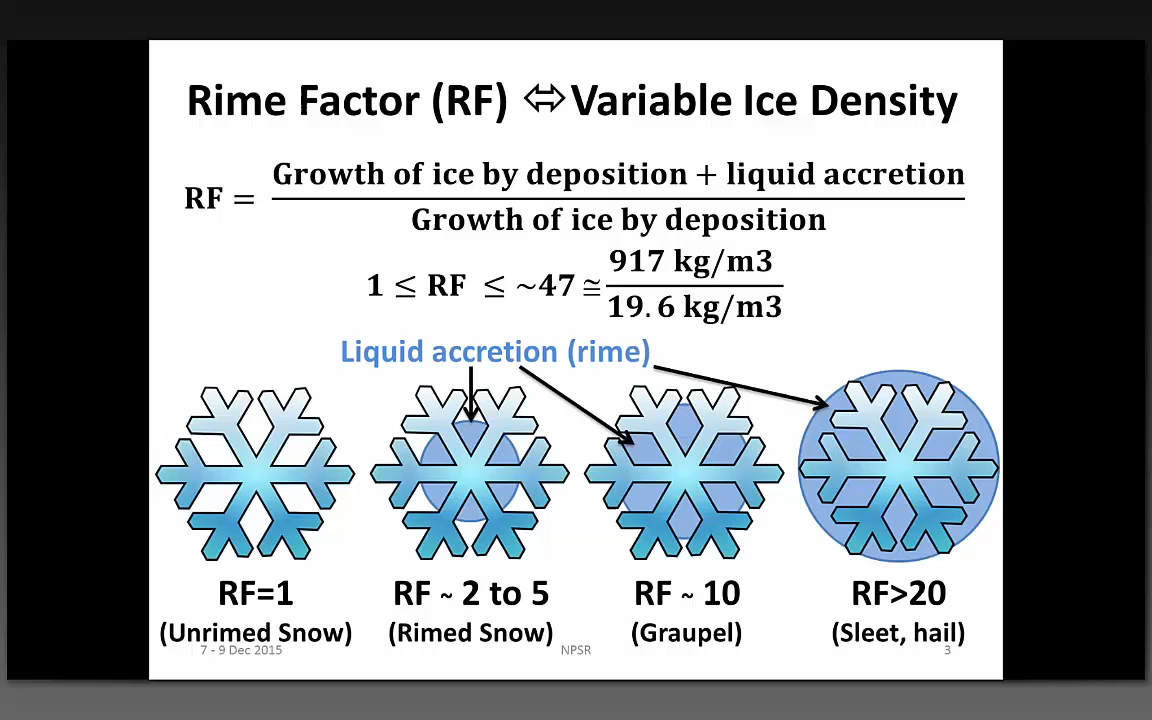 Rime Factor (RF) ⇔Variable Ice Density
RF = Growth of ice by deposition + liquid accretion
Growth of ice by deposition
1 ≤ RF ≤ ~47 ≅ 917 kg/m3
19.6 kg/m3
Liquid accretion (rime)
RF=1 RF ~ 2 to 5 RF ~ 10 RF>20
(Unrimed Snow) (Rimed Snow) (Graupel) (Sleet, hail)
7 - 9 Dec 2015 NPSR 3